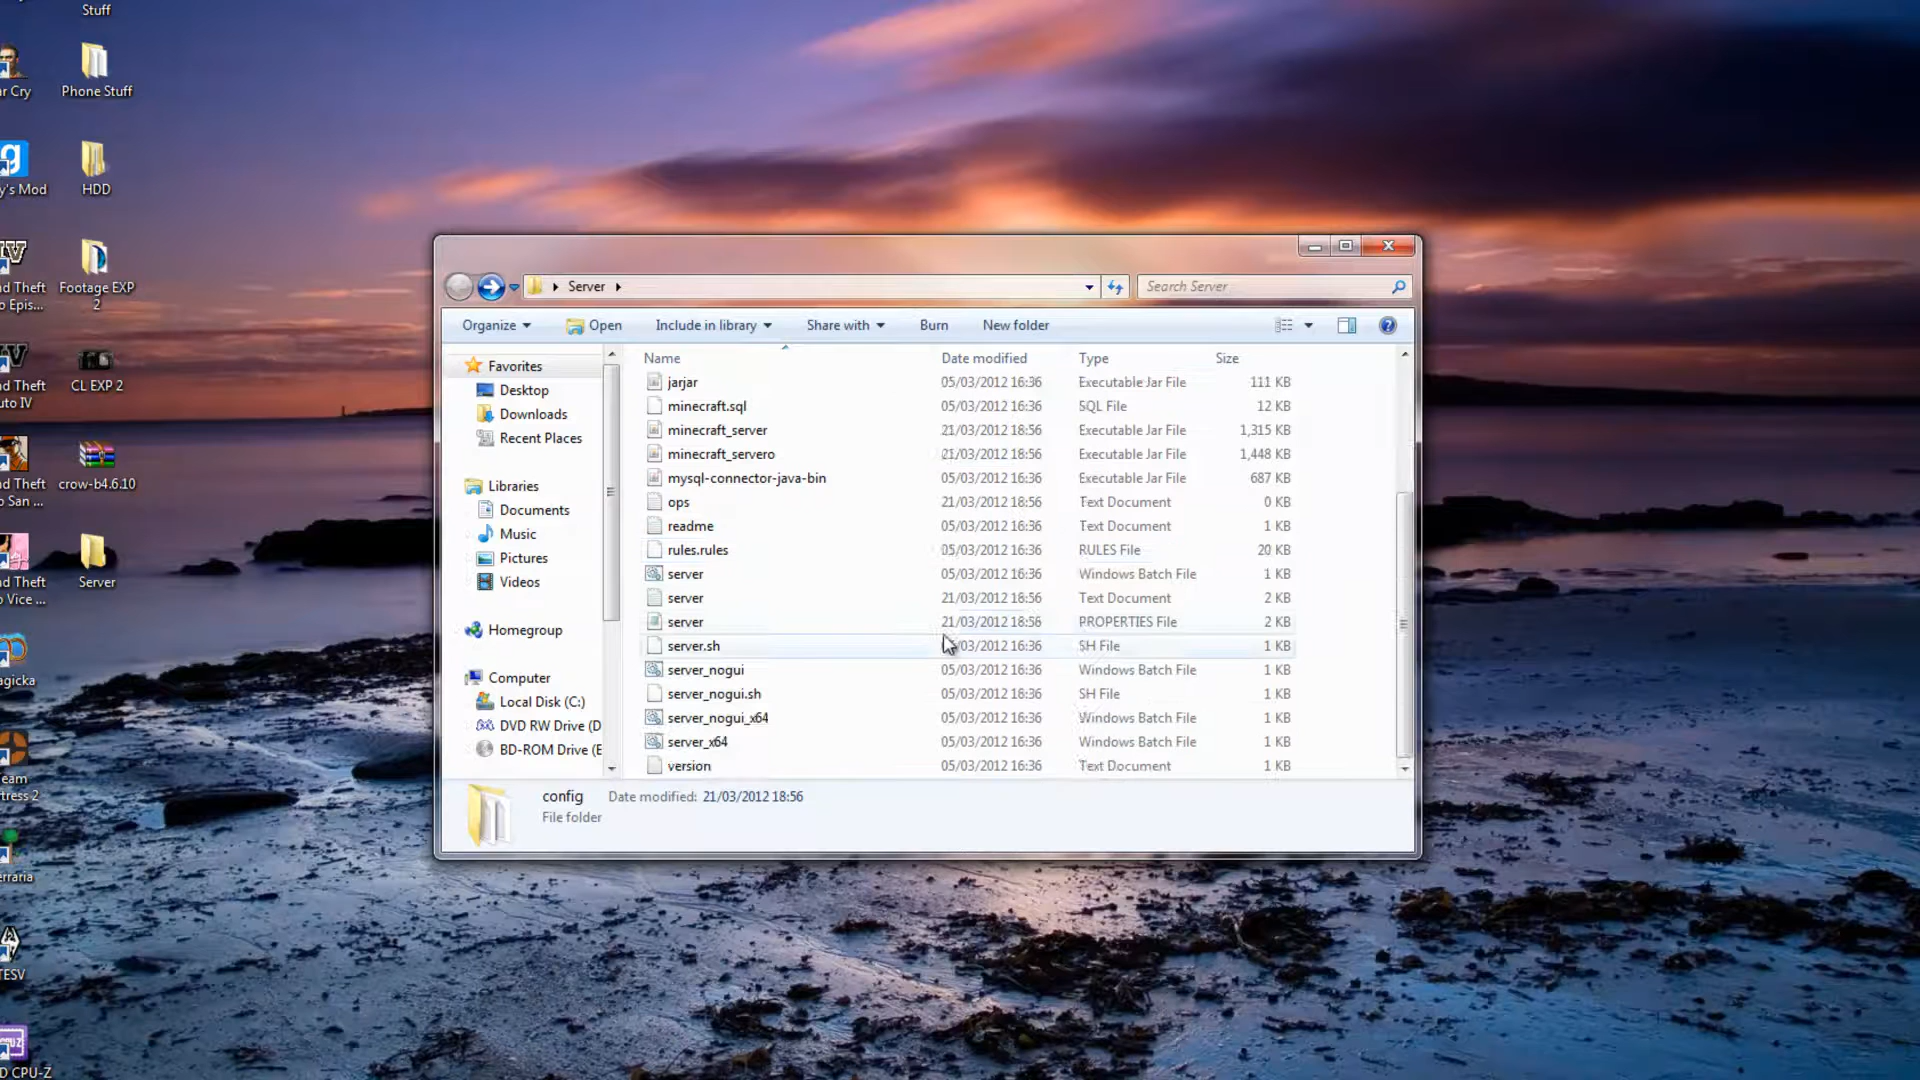 Stuff
ar Cry
Phone Stuff
y's Mod
HDD
IV
nd Theft
o Epis...
Footage EXP
2
IV
nd Theft
uto IV
CL EXP 2
nd Theft
San ...
crow-b4.6.10
nd Theft
Vice ...
Server
agicka
eam
rtress 2
erraria
TESV
D CPU-Z
Server
Search Server
Organize
Open
Include in library
Share with
Burn
New folder
Favorites
Desktop
Downloads
Recent Places
Libraries
Documents
Music
Pictures
Videos
Homegroup
Computer
Local Disk (C:)
DVD RW Drive (D
BD-ROM Drive (E
Name Date modified Type Size
jarjar 05/03/2012 16:36 Executable Jar File 111 KB
minecraft.sql 05/03/2012 16:36 SQL File 12 KB
minecraft_server 21/03/2012 18:56 Executable Jar File 1,315 KB
minecraft_servero 21/03/2012 18:56 Executable Jar File 1,448 KB
mysql-connector-java-bin 05/03/2012 16:36 Executable Jar File 687 KB
ops 21/03/2012 18:56 Text Document 0 KB
readme 05/03/2012 16:36 Text Document 1 KB
rules.rules 05/03/2012 16:36 RULES File 20 KB
server 05/03/2012 16:36 Windows Batch File 1 KB
server 21/03/2012 18:56 Text Document 2 KB
server 21/03/2012 18:56 PROPERTIES File 2 KB
server.sh /03/2012 16:36 SH File 1 KB
server_nogui 05/03/2012 16:36 Windows Batch File 1 KB
server_nogui.sh 05/03/2012 16:36 SH File 1 KB
server_nogui_x64 05/03/2012 16:36 Windows Batch File 1 KB
server_x64 05/03/2012 16:36 Windows Batch File 1 KB
version 05/03/2012 16:36 Text Document 1 KB
config Date modified: 21/03/2012 18:56
File folder